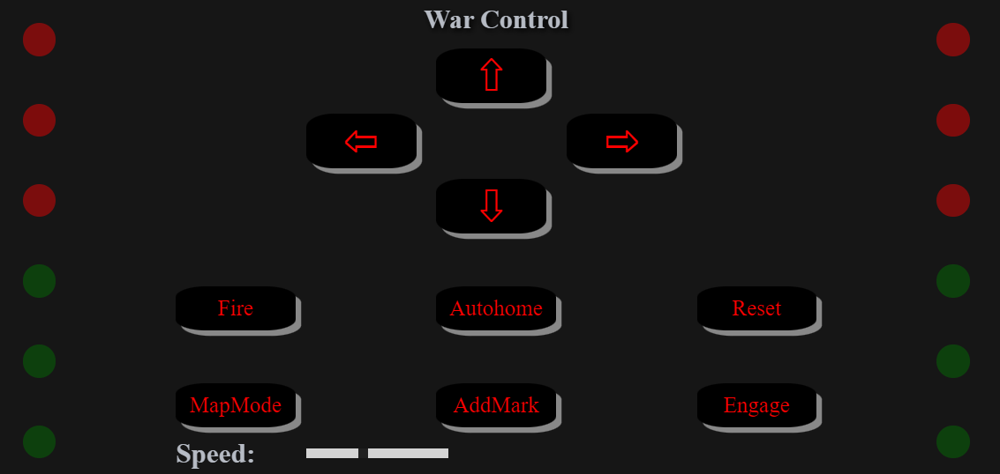 War Control
⇧
⇦ ⇨
⇩
Fire Autohome Reset
MapMode AddMark Engage
Speed: